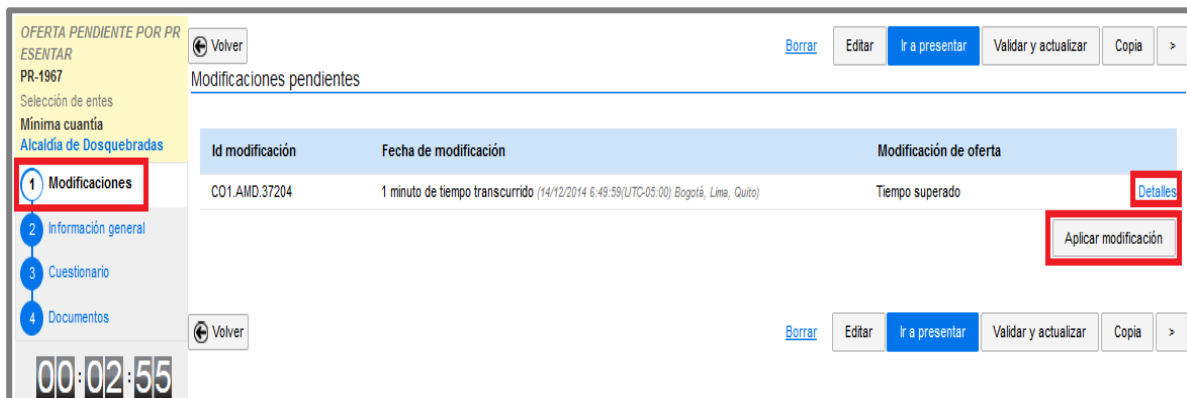 OFERTA PENDIENTE POR PR
ESENTAR
PR-1967
Selección de entes
Mínima cuantía
Alcaldía de Dosquebradas
1 Modificaciones
2 Información general
3 Cuestionario
4 Documentos
00:02:55
Volver
Borrar Editar Ir a presentar Validar y actualizar Copia >
Modificaciones pendientes
Id modificación Fecha de modificación Modificación de oferta
CO1.AMD.37204 1 minuto de tiempo transcurrido (14/12/2014 6:49:59(UTC-05:00) Bogotá, Lima, Quito) Tiempo superado Detalles
Aplicar modificación
Volver
Borrar Editar Ir a presentar Validar y actualizar Copia >